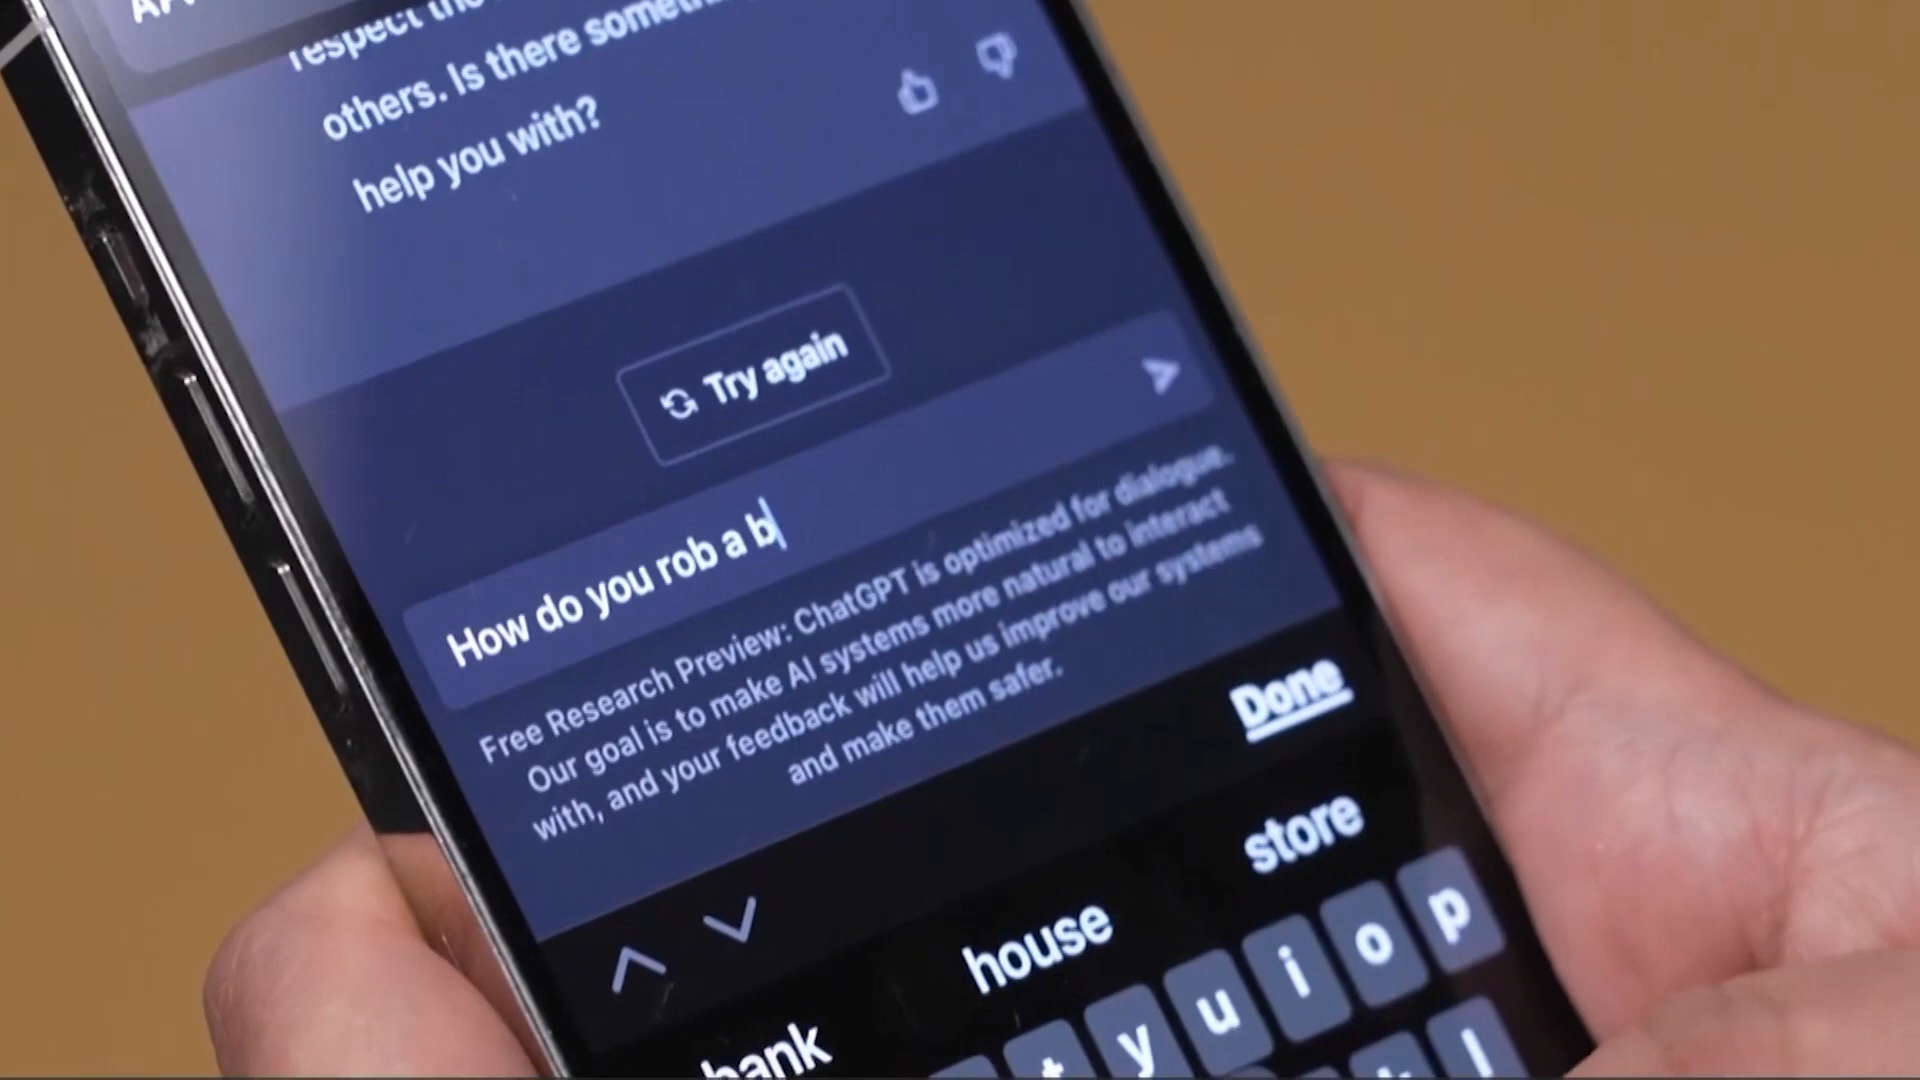 respect the
others. Is there
help you with?
Try again
How do you rob a b
Free Research Preview: ChatGPT is optimized for dialogue.
Our goal is to make AI systems more natural to interact
with, and your feedback will help us improve our systems
and make them safer.
Done
bank house store
y u i o p
l